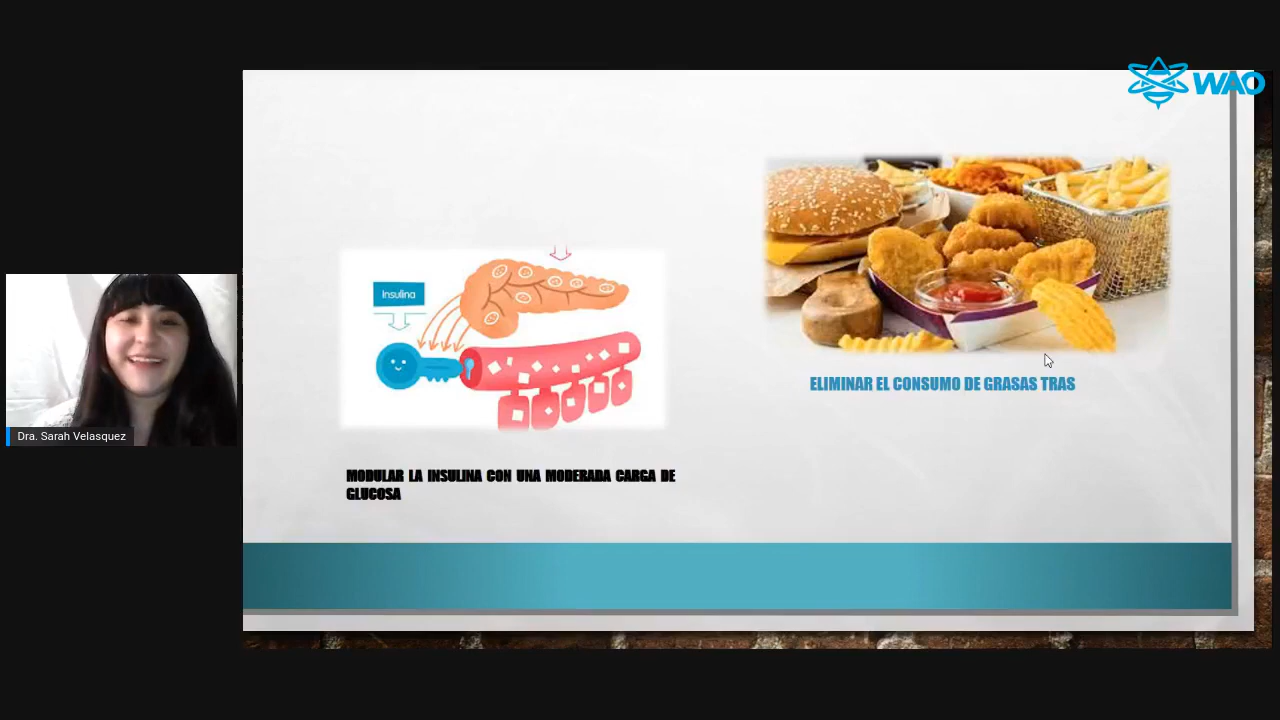 WAO
Insulina
ELIMINAR EL CONSUMO DE GRASAS TRAS
Dra. Sarah Velasquez
MODULAR LA INSULINA CON UNA MODERADA CARGA DE
GLUCOSA